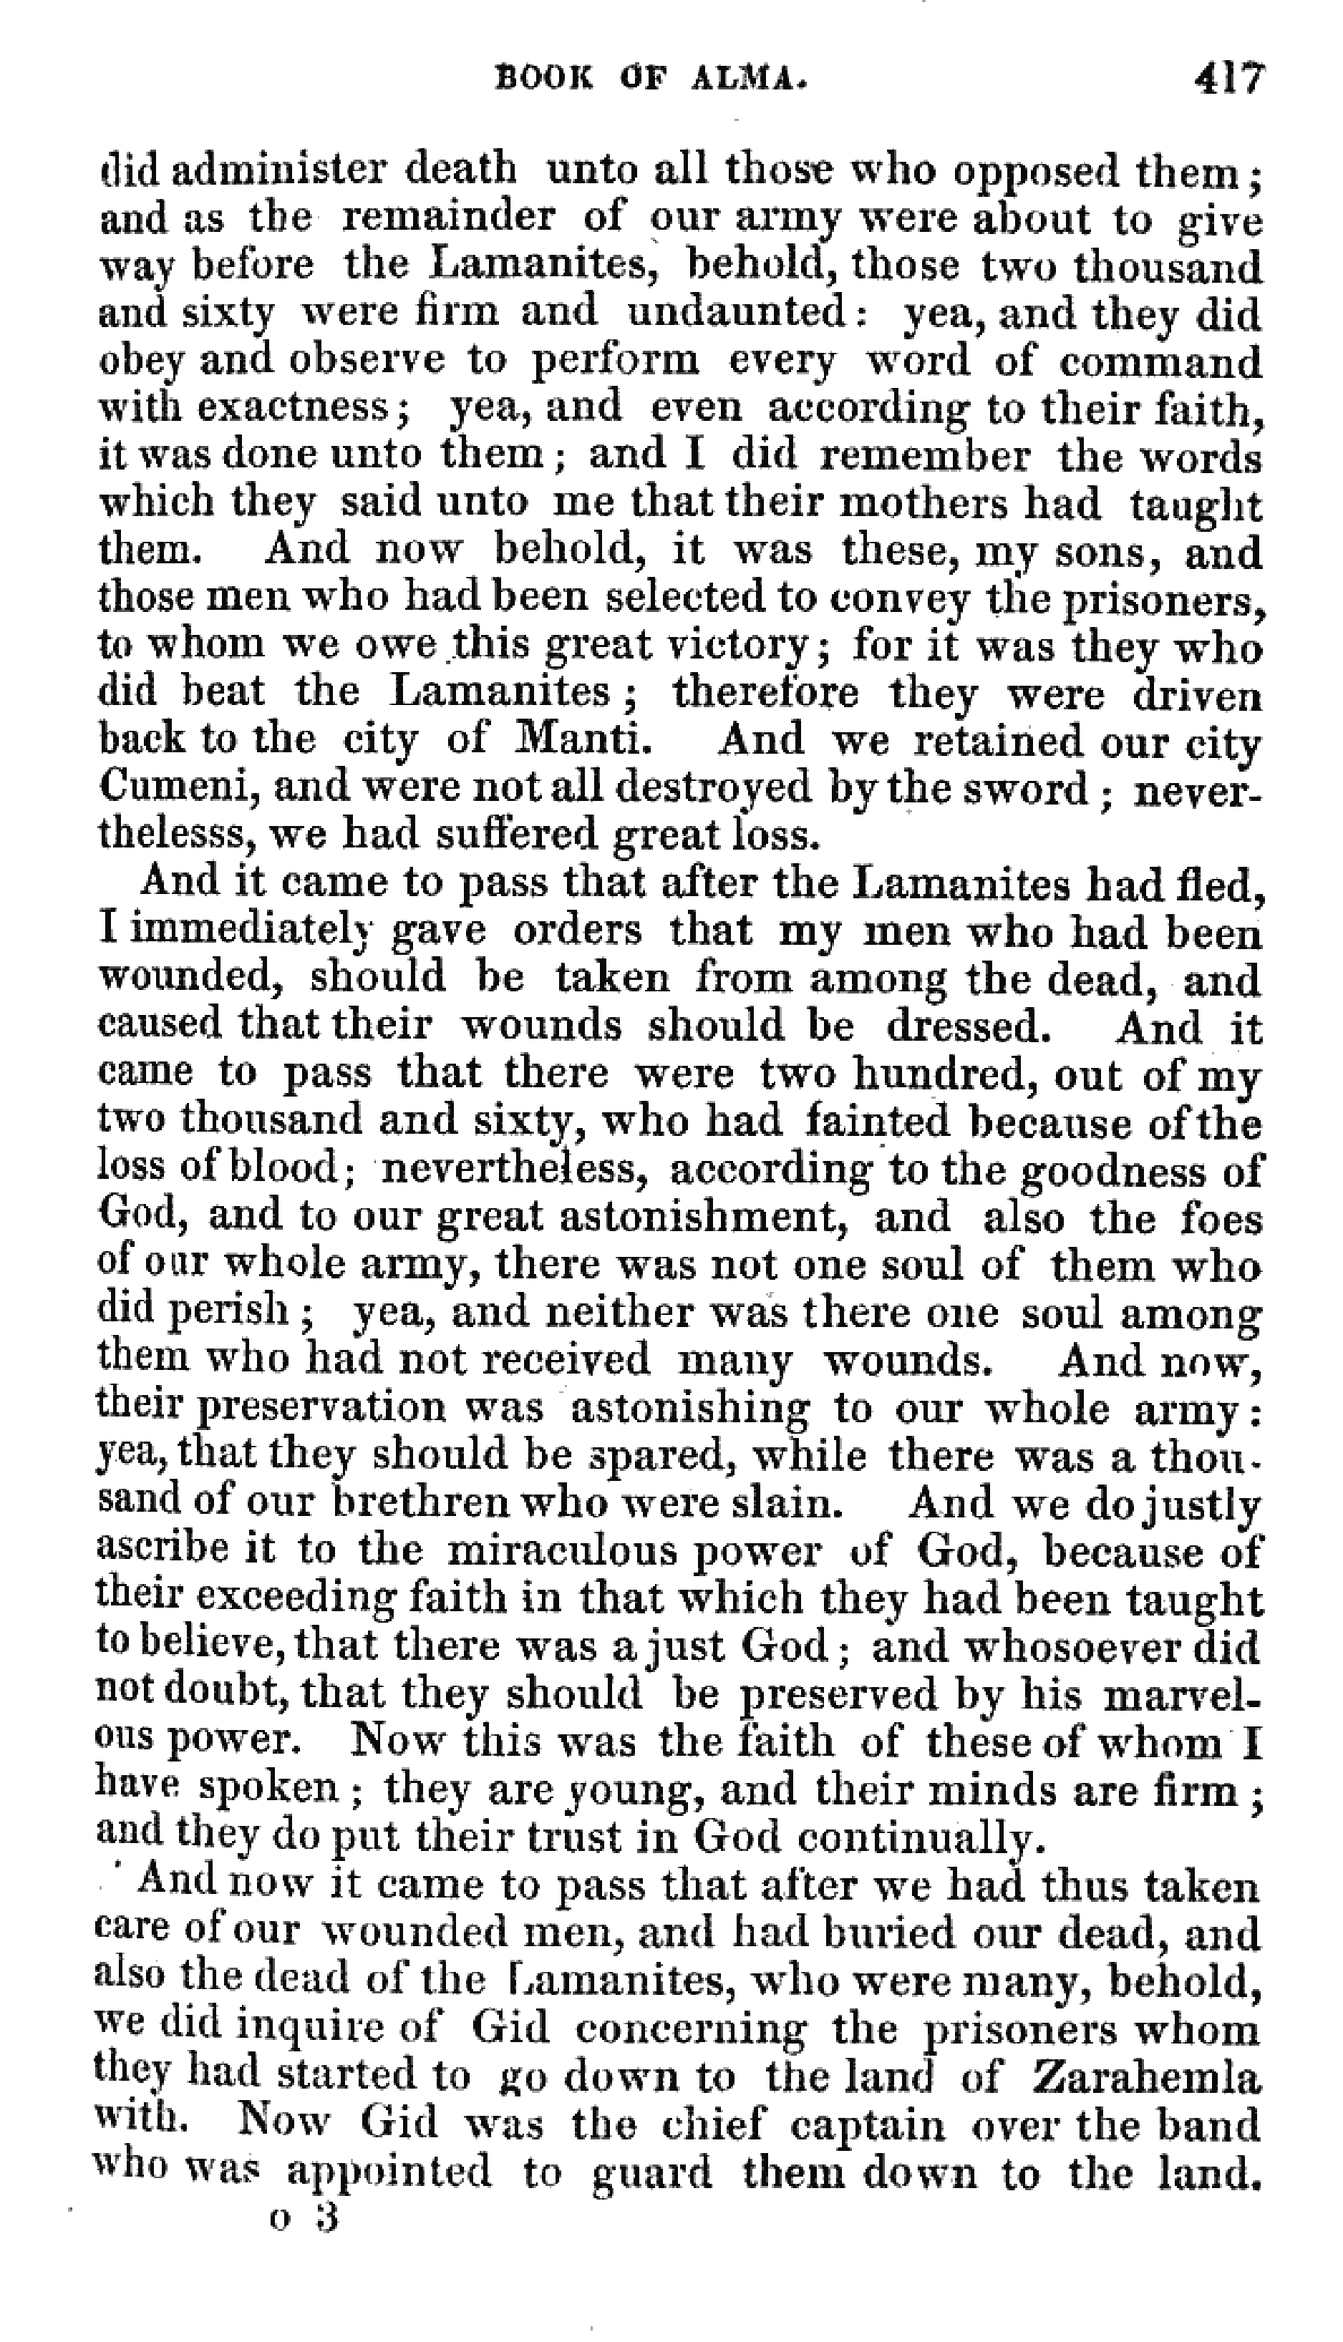 BOOK OF ALMA. 417
did administer death unto all those who opposed them;
and as the remainder of our army were about to give
way before the Lamanites, behold, those two thousand
and sixty were firm and undaunted: yea, and they did
obey and observe to perform every word of command
with exactness; yea, and even according to their faith,
it was done unto them; and I did remember the words
which they said unto me that their mothers had taught
them. And now behold, it was these, my sons, and
those men who had been selected to convey the prisoners,
to whom we owe this great victory; for it was they who
did beat the Lamanites; therefore they were driven
back to the city of Manti. And we retained our city
Cumeni, and were not all destroyed by the sword; never-
thelesss, we had suffered great loss.
And it came to pass that after the Lamanites had fled,
I immediately gave orders that my men who had been
wounded, should be taken from among the dead, and
caused that their wounds should be dressed. And it
came to pass that there were two hundred, out of my
two thousand and sixty, who had fainted because of the
loss of blood; nevertheless, according to the goodness of
God, and to our great astonishment, and also the foes
of our whole army, there was not one soul of them who
did perish; yea, and neither was there one soul among
them who had not received many wounds. And now,
their preservation was astonishing to our whole army:
yea, that they should be spared, while there was a thou-
sand of our brethren who were slain. And we do justly
ascribe it to the miraculous power of God, because of
their exceeding faith in that which they had been taught
to believe, that there was a just God; and whosoever did
not doubt, that they should be preserved by his marvel-
ous power. Now this was the faith of these of whom I
have spoken; they are young, and their minds are firm;
and they do put their trust in God continually.
And now it came to pass that after we had thus taken
care of our wounded men, and had buried our dead, and
also the dead of the Lamanites, who were many, behold,
we did inquire of Gid concerning the prisoners whom
they had started to go down to the land of Zarahemla
with. Now Gid was the chief captain over the band
who was appointed to guard them down to the land.
o 3